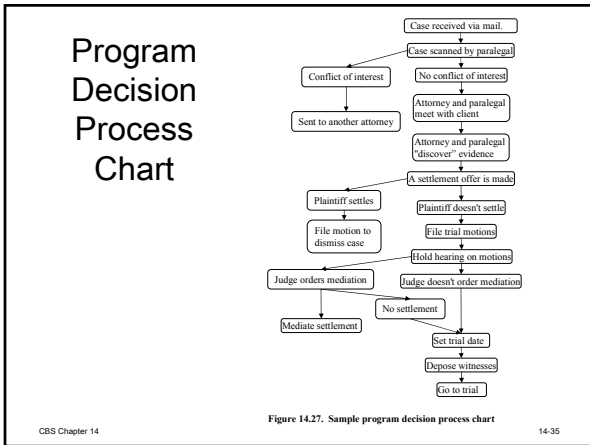 Program
Decision
Process
Chart
Case received via mail.
Case scanned by paralegal
Conflict of interest
No conflict of interest
Sent to another attorney
Attorney and paralegal
meet with client
Attorney and paralegal
"discover" evidence
A settlement offer is made
Plaintiff settles
Plaintiff doesn't settle
File motion to
dismiss case
File trial motions
Hold hearing on motions
Judge orders mediation
Judge doesn't order mediation
No settlement
Mediate settlement
Set trial date
Depose witnesses
Go to trial
Figure 14.27. Sample program decision process chart
CBS Chapter 14
14-35